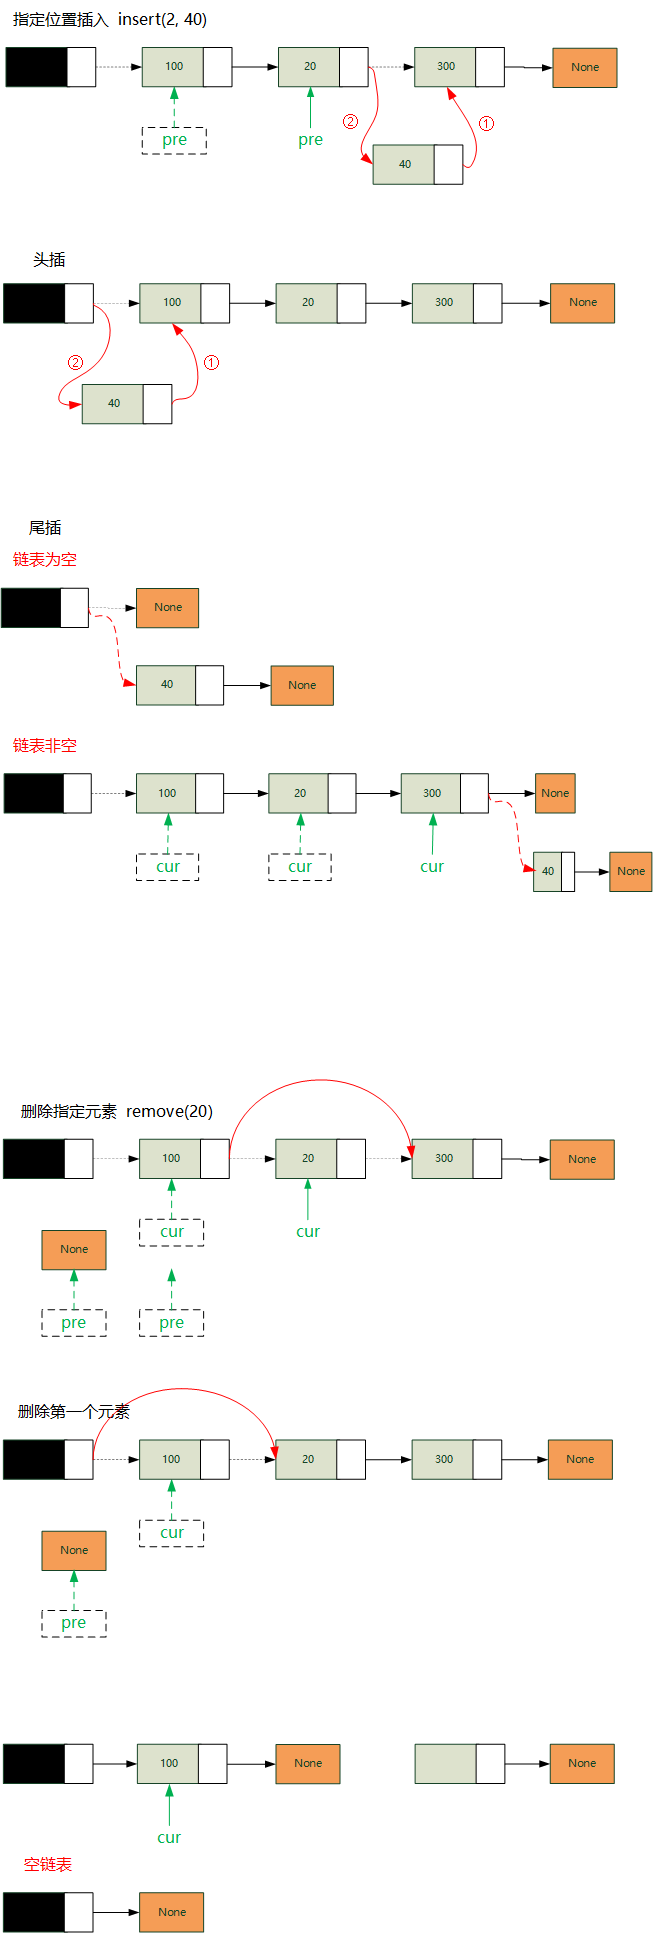 指定位置插入 insert(2, 40)
100 20 300 None
pre pre ② ①
40
头插
100 20 300 None
② ①
40
尾插
链表为空
None
40 None
链表非空
100 20 300 None
cur cur cur 40 None
删除指定元素 remove(20)
100 20 300 None
cur cur
None
pre pre
删除第一个元素
100 20 300 None
cur
None
pre
100 None None
cur
空链表
None